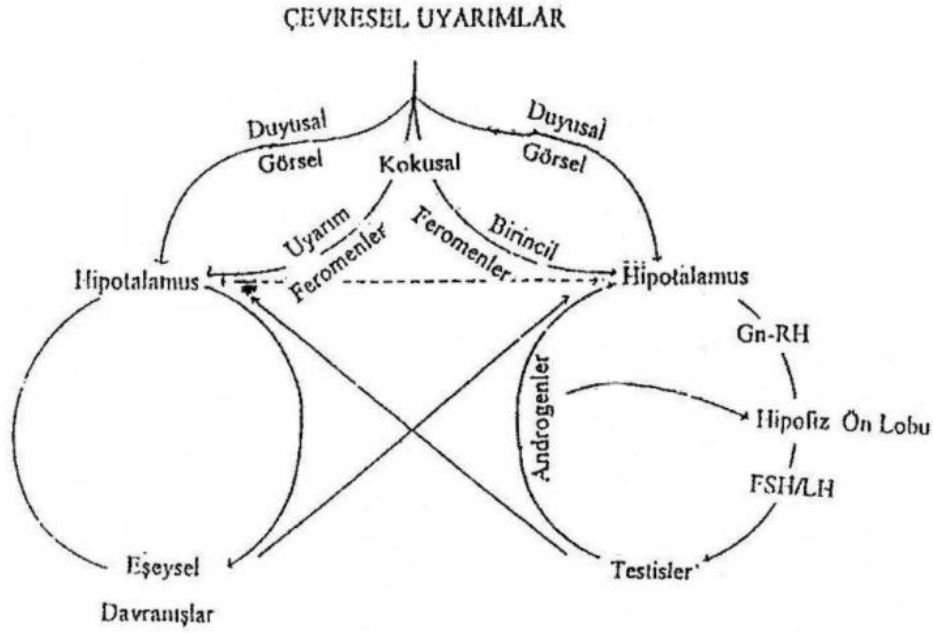 ÇEVRESEL UYARIMLAR
Duyusal
Görsel
Duyusal
Görsel
Kokusal
Uyarım
Feromenler
Birincil
Feromenler
Hipotalamus
Hipotalamus
Gn-RH
Androgenler
Hipofiz Ön Lobu
FSH/LH
Eşeysel
Davranışlar
Testisler